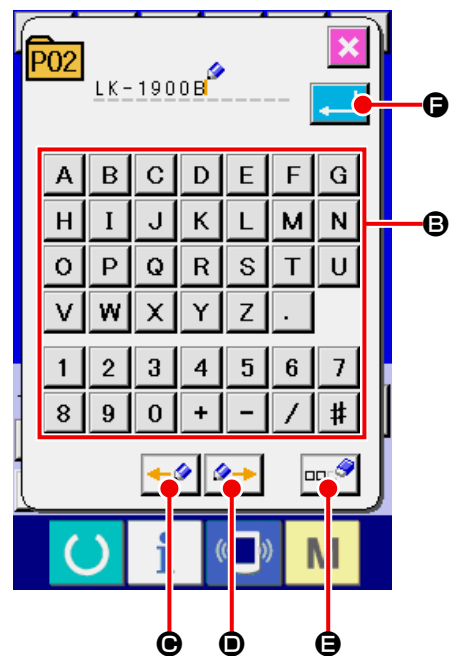 P02
LK-1900B
F
A B C D E F G
H I J K L M N
B
O P Q R S T U
V W X Y Z .
1 2 3 4 5 6 7
8 9 0 + - / #
i M
C D E